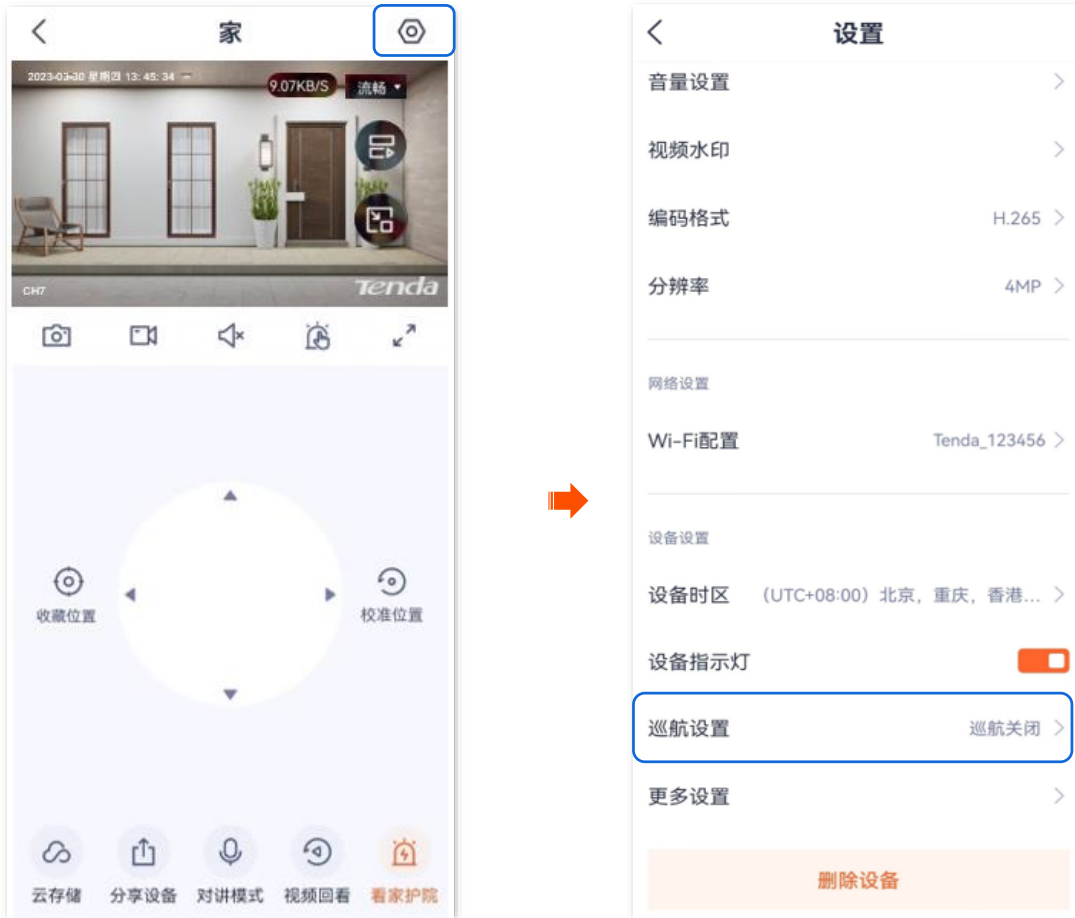 家
2023-03-30 星期四 13:45:34
9.07KB/S
流畅
CH7
Tenda
收藏位置
校准位置
云存储
分享设备
对讲模式
视频回看
看家护院
设置
音量设置
视频水印
编码格式 H.265
分辨率 4MP
网络设置
Wi-Fi配置 Tenda_123456
设备设置
设备时区 （UTC+08:00）北京，重庆，香港...
设备指示灯
巡航设置 巡航关闭
更多设置
删除设备